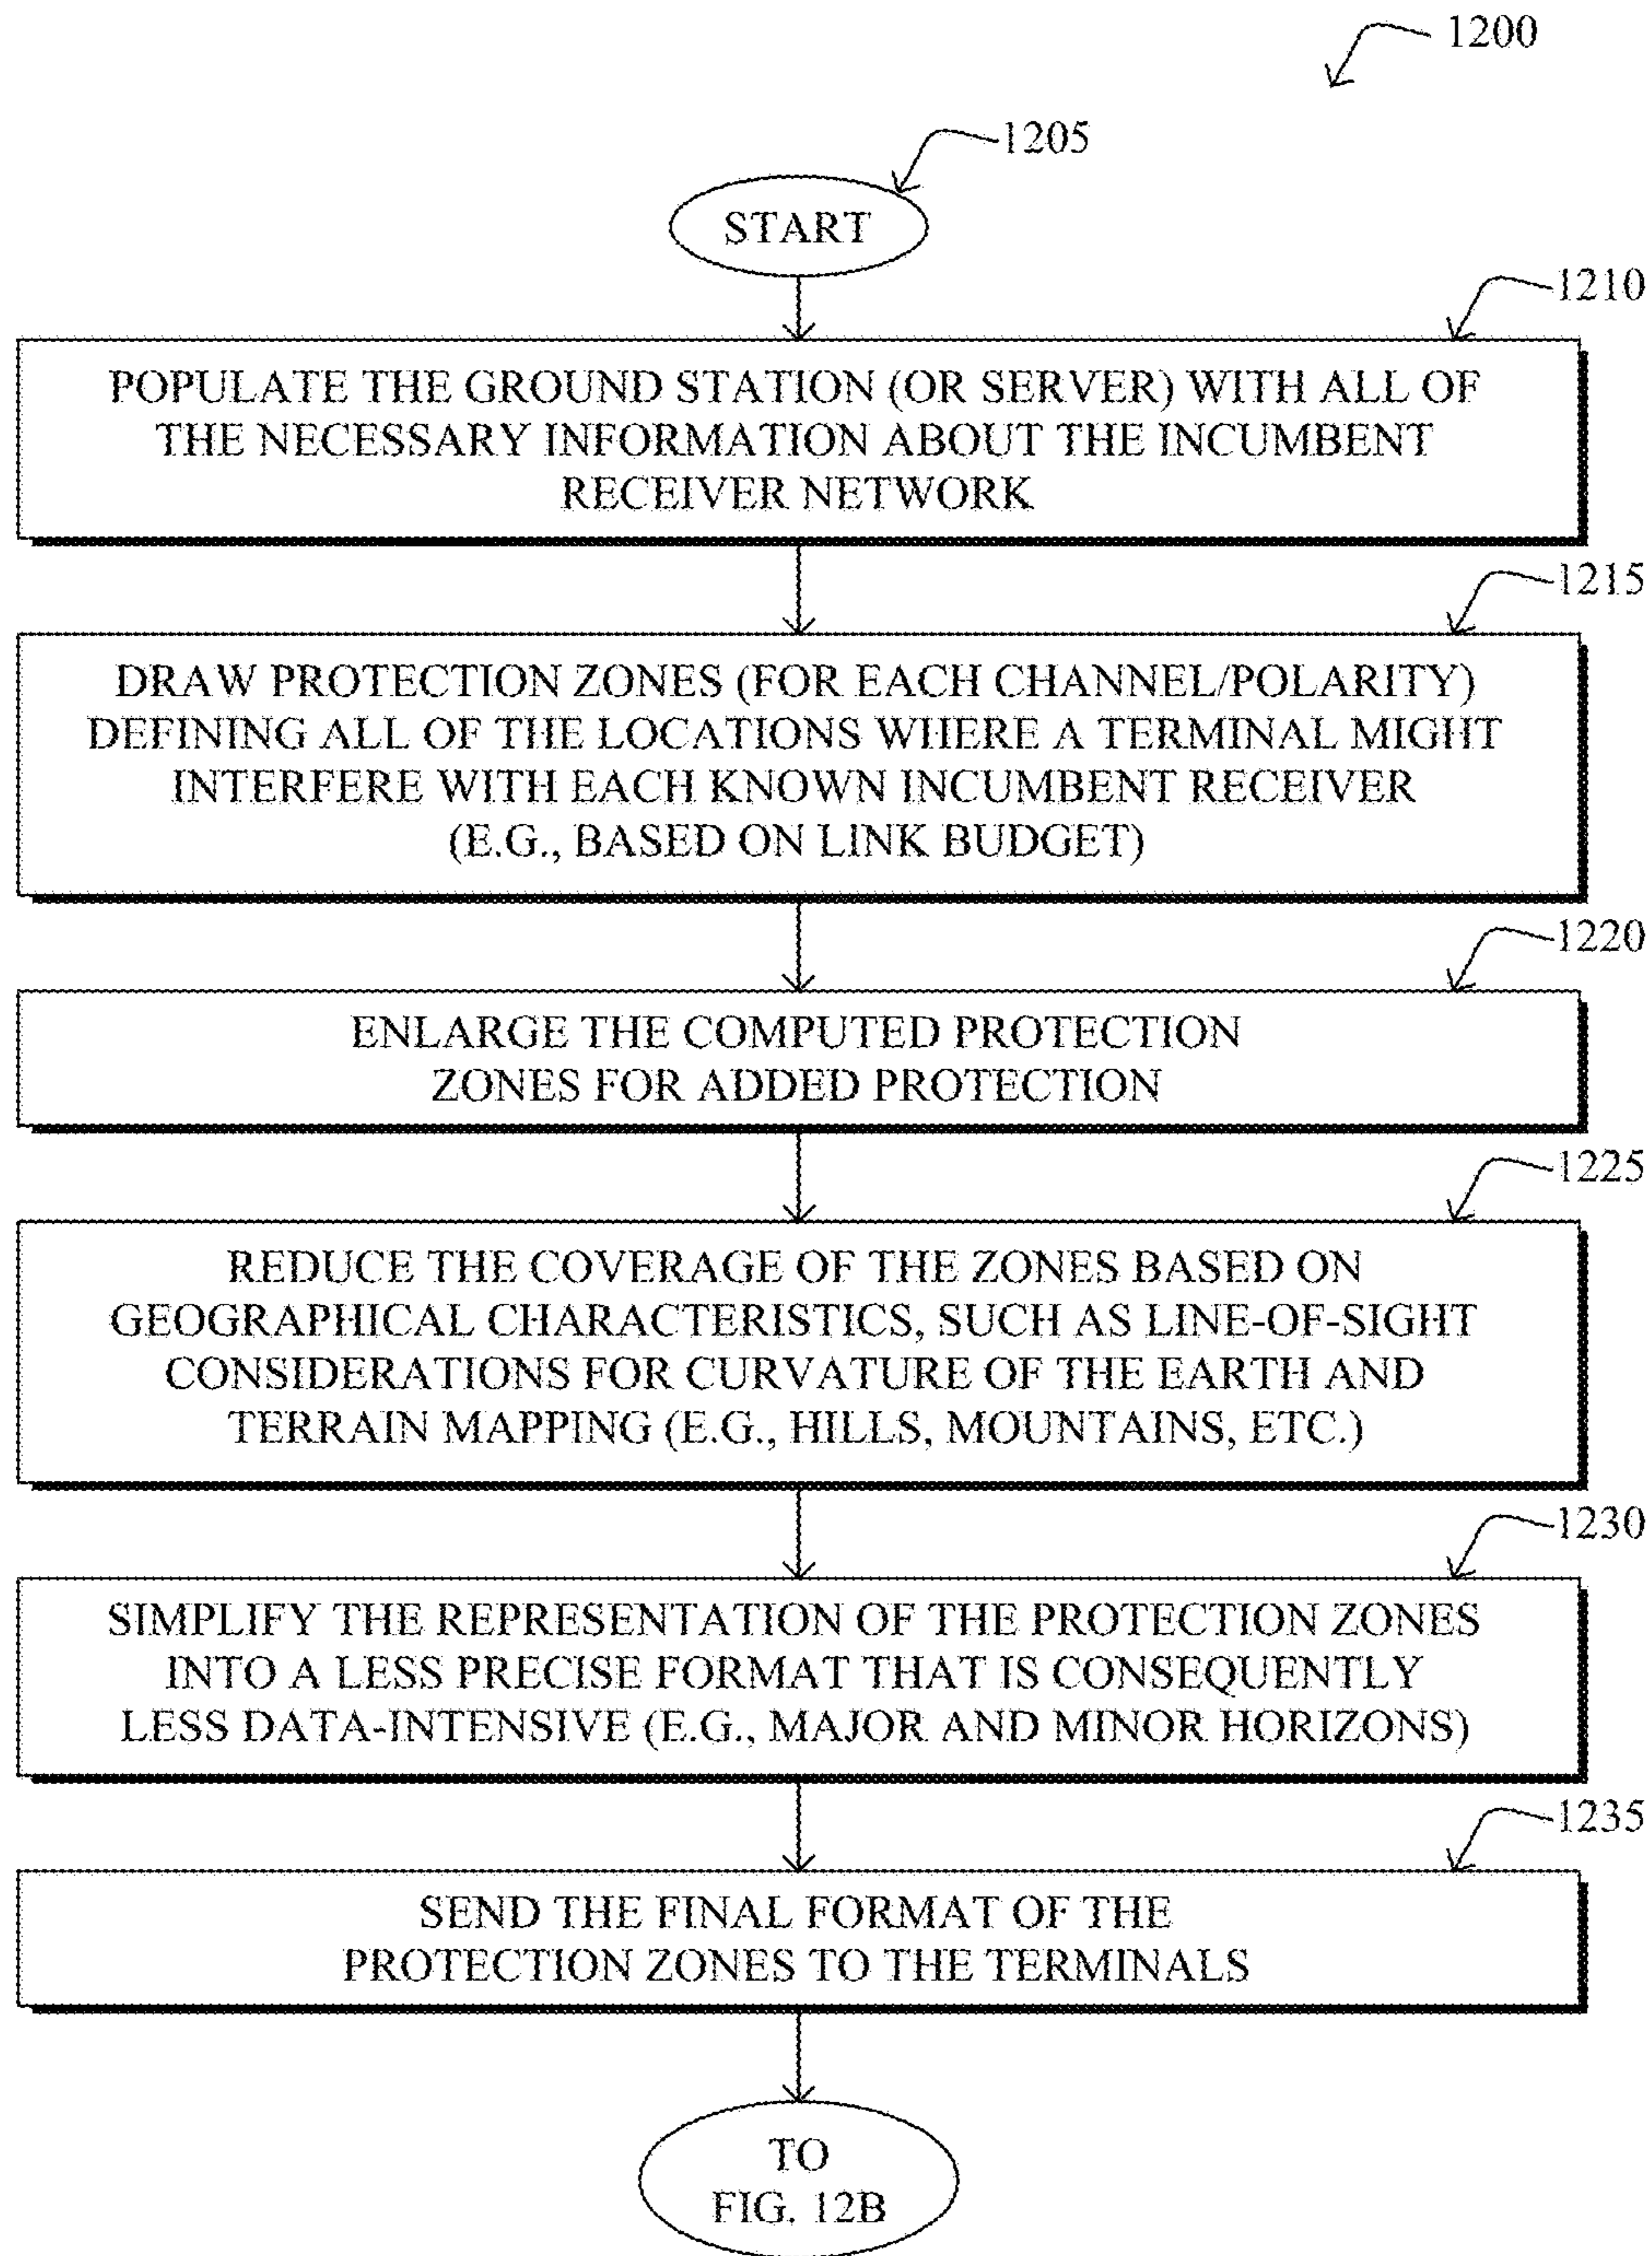 1200
1205
START
1210
POPULATE THE GROUND STATION (OR SERVER) WITH ALL OF
THE NECESSARY INFORMATION ABOUT THE INCUMBENT
RECEIVER NETWORK
1215
DRAW PROTECTION ZONES (FOR EACH CHANNEL/POLARITY)
DEFINING ALL OF THE LOCATIONS WHERE A TERMINAL MIGHT
INTERFERE WITH EACH KNOWN INCUMBENT RECEIVER
(E.G., BASED ON LINK BUDGET)
1220
ENLARGE THE COMPUTED PROTECTION
ZONES FOR ADDED PROTECTION
1225
REDUCE THE COVERAGE OF THE ZONES BASED ON
GEOGRAPHICAL CHARACTERISTICS, SUCH AS LINE-OF-SIGHT
CONSIDERATIONS FOR CURVATURE OF THE EARTH AND
TERRAIN MAPPING (E.G., HILLS, MOUNTAINS, ETC.)
1230
SIMPLIFY THE REPRESENTATION OF THE PROTECTION ZONES
INTO A LESS PRECISE FORMAT THAT IS CONSEQUENTLY
LESS DATA-INTENSIVE (E.G., MAJOR AND MINOR HORIZONS)
1235
SEND THE FINAL FORMAT OF THE
PROTECTION ZONES TO THE TERMINALS
TO
FIG. 12B